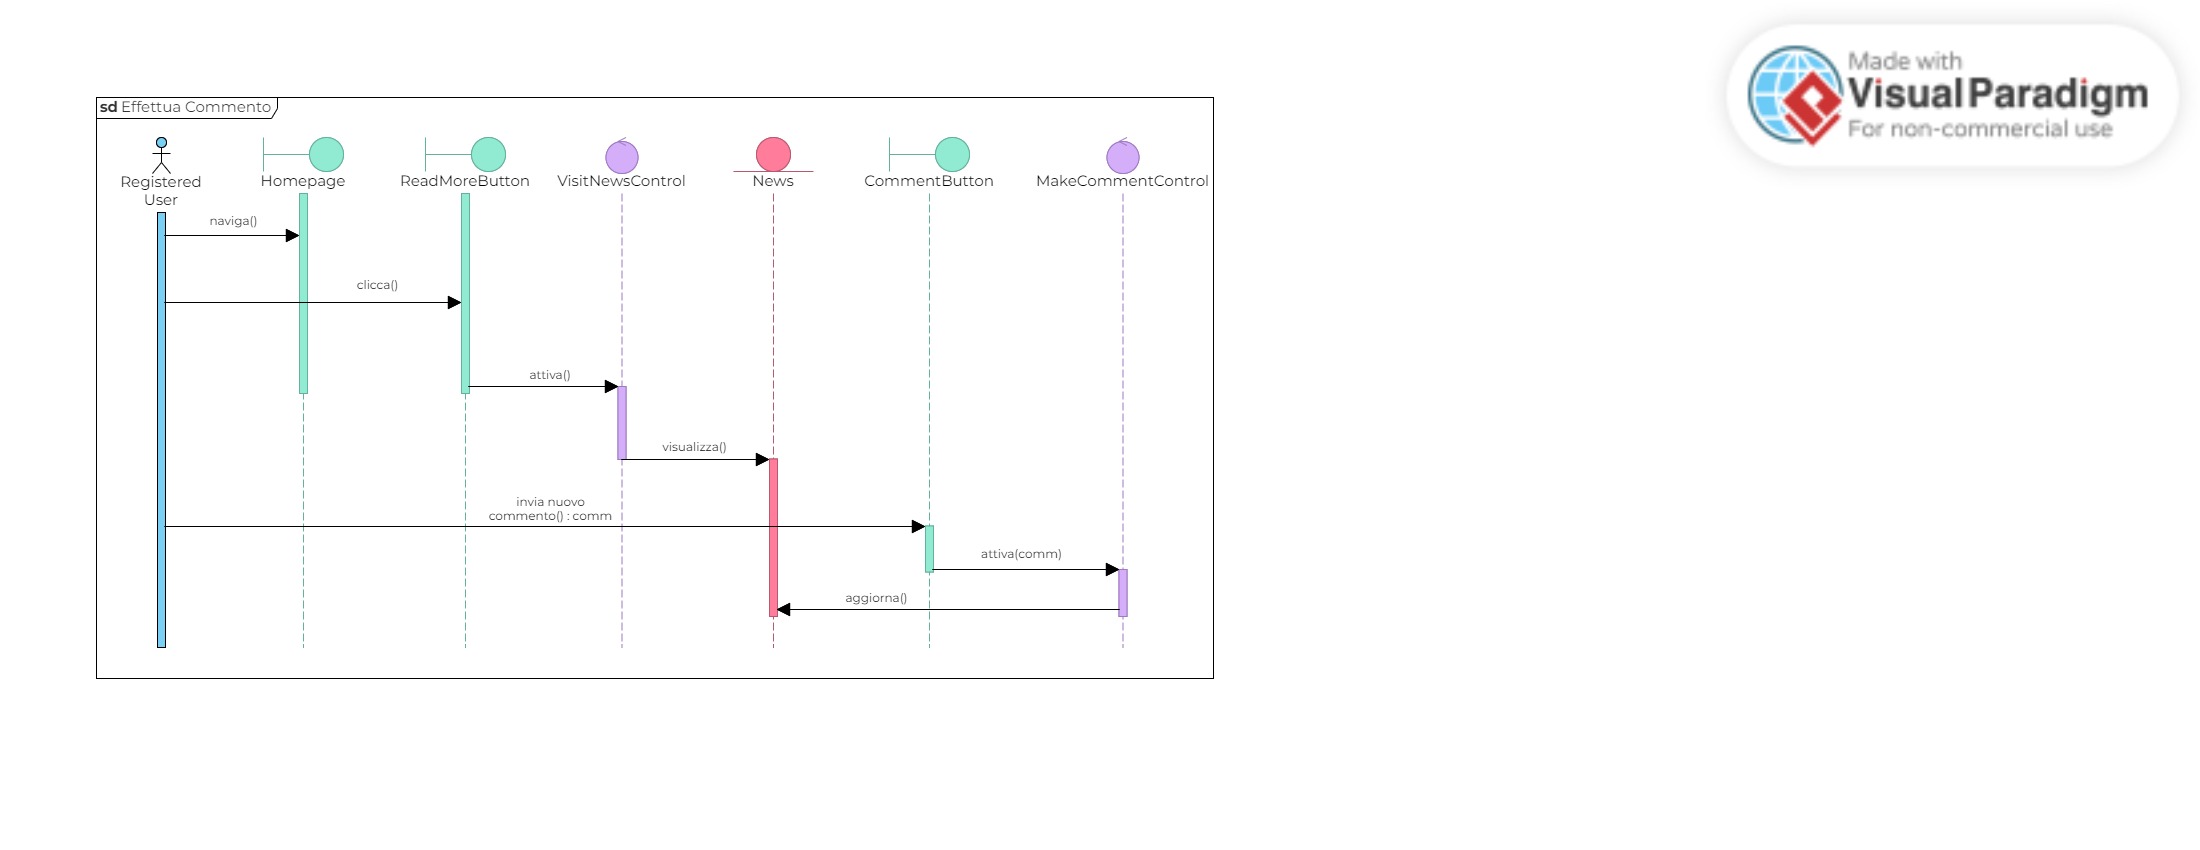 Made with
Visual Paradigm
For non-commercial use
sd Effettua Commento
Registered
User
Homepage
ReadMoreButton
VisitNewsControl
News
CommentButton
MakeCommentControl
naviga()
clicca()
attiva()
visualizza()
invia nuovo
commento() : comm
attiva(comm)
aggiorna()